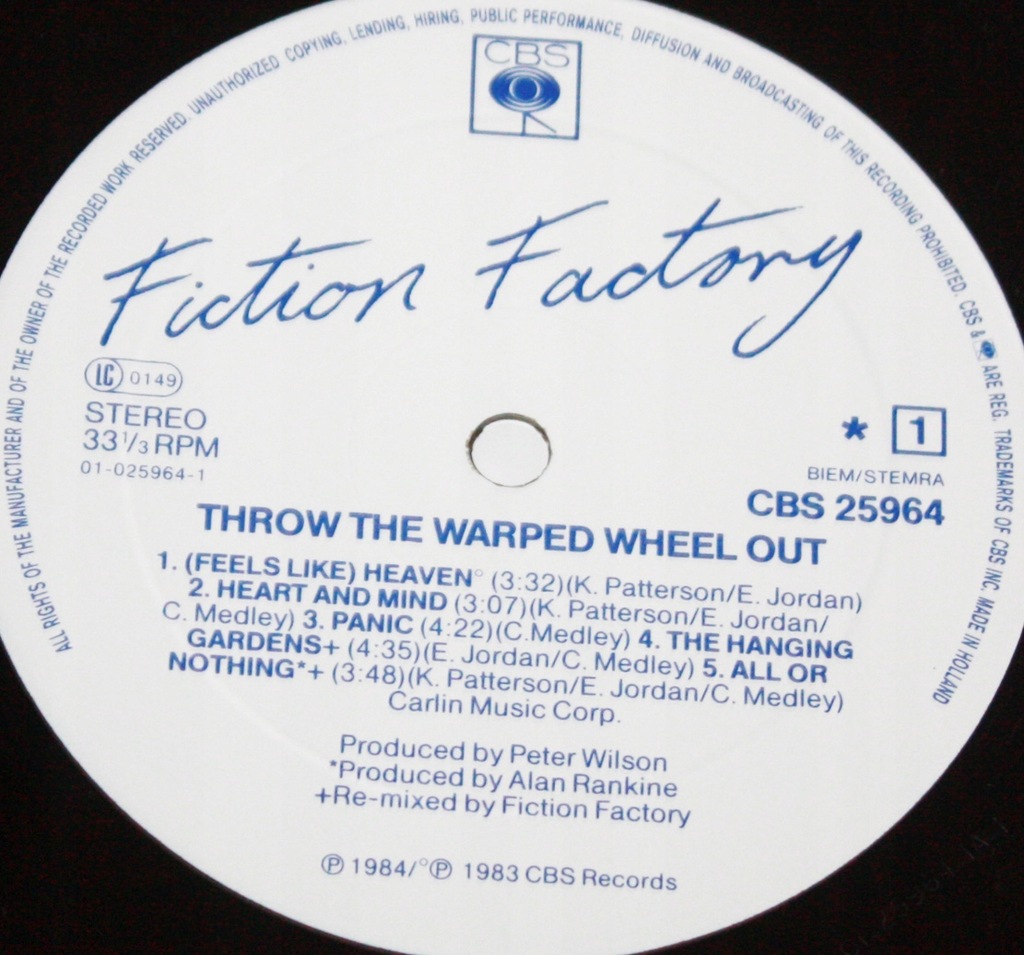 ALL RIGHTS OF THE MANUFACTURER AND OF THE OWNER OF THE RECORDED WORK RESERVED. UNAUTHORIZED COPYING, LENDING, HIRING, PUBLIC PERFORMANCE, DIFFUSION AND BROADCASTING OF THIS RECORDING PROHIBITED. CBS & ARE REG. TRADEMARKS OF CBS INC. MADE IN HOLLAND
CBS
Fiction Factory
LC 0149
STEREO
33 1/3 RPM
01-025964-1
* 1
BIEM/STEMRA
CBS 25964
THROW THE WARPED WHEEL OUT
1. (FEELS LIKE) HEAVEN° (3:32)(K. Patterson/E. Jordan)
2. HEART AND MIND (3:07)(K. Patterson/E. Jordan/
C. Medley) 3. PANIC (4:22)(C.Medley) 4. THE HANGING
GARDENS+ (4:35)(E. Jordan/C. Medley) 5. ALL OR
NOTHING*+ (3:48)(K. Patterson/E. Jordan/C. Medley)
Carlin Music Corp.
Produced by Peter Wilson
*Produced by Alan Rankine
+Re-mixed by Fiction Factory
℗ 1984/°℗ 1983 CBS Records